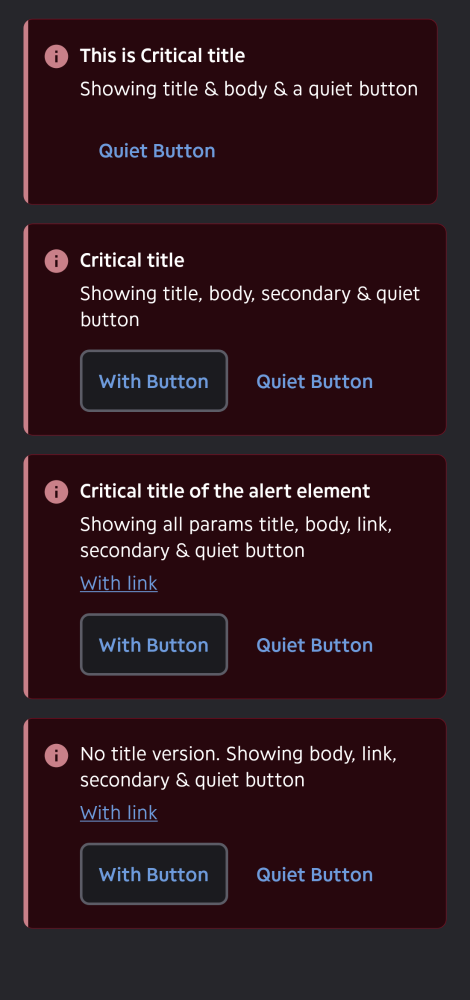 This is Critical title
Showing title & body & a quiet button
Quiet Button
Critical title
Showing title, body, secondary & quiet
button
With Button Quiet Button
Critical title of the alert element
Showing all params title, body, link,
secondary & quiet button
With link
With Button Quiet Button
No title version. Showing body, link,
secondary & quiet button
With link
With Button Quiet Button